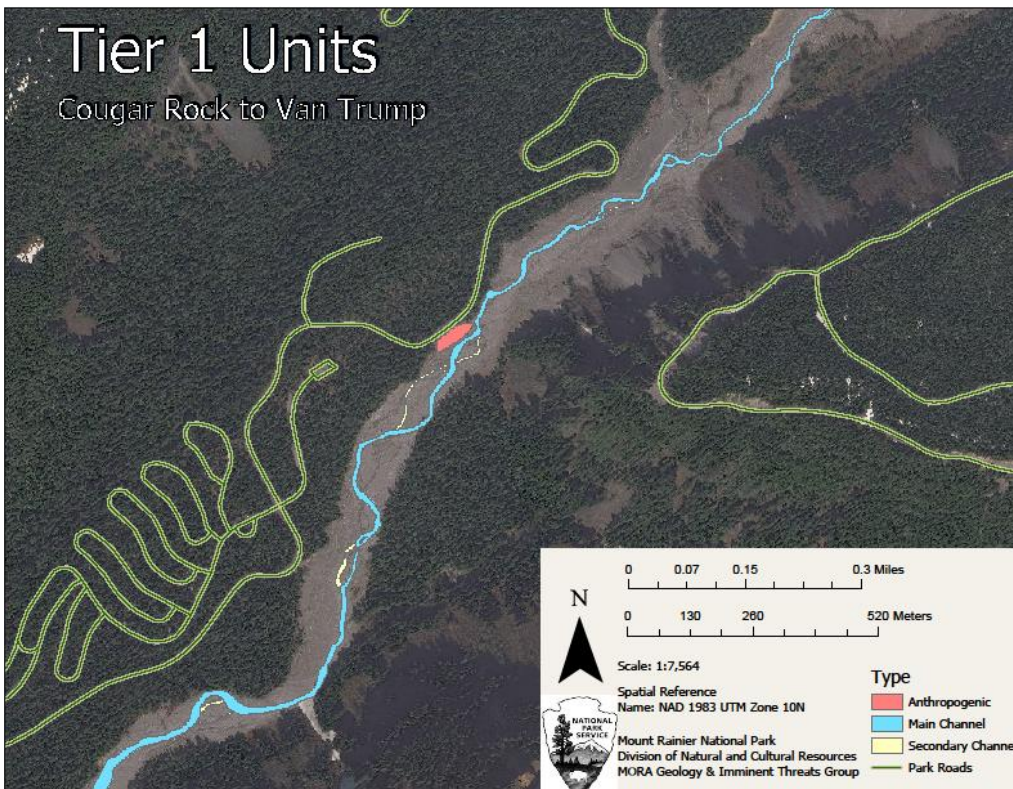 Tier 1 Units
Cougar Rock to Van Trump
0 0.07 0.15 0.3 Miles
0 130 260 520 Meters
N
Scale: 1:7,564
Spatial Reference
Name: NAD 1983 UTM Zone 10N
NATIONAL
PARK
SERVICE
Mount Rainier National Park
Division of Natural and Cultural Resources
MORA Geology & Imminent Threats Group
Type
Anthropogenic
Main Channel
Secondary Channel
Park Roads